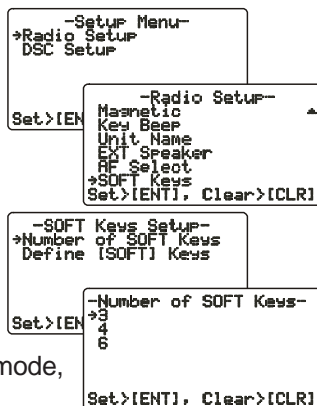 -Setup Menu-
→Radio Setup
DSC Setup
Set>[EN
-Radio Setup-
Magnetic
Key Beep
Unit Name
EXT Speaker
AF Select
→SOFT Keys
Set>[ENT], Clear>[CLR]
-SOFT Keys Setup-
→Number of SOFT Keys
Define [SOFT] Keys
Set>[EN
-Number of SOFT Keys-
→3
4
6
Set>[ENT], Clear>[CLR]
mode,